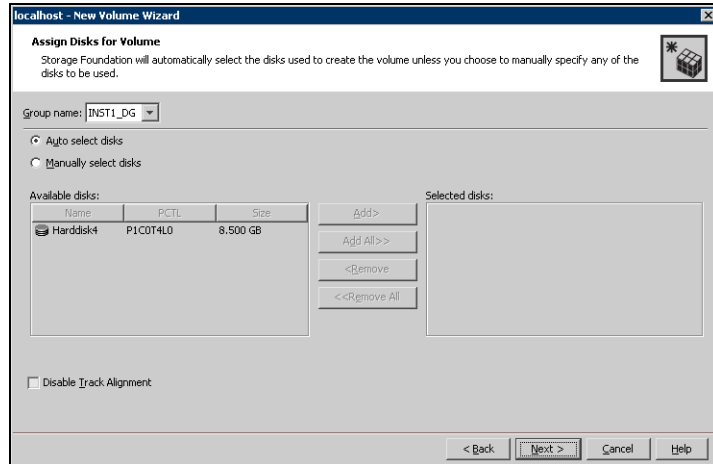 localhost - New Volume Wizard
Assign Disks for Volume
Storage Foundation will automatically select the disks used to create the volume unless you choose to manually specify any of the
disks to be used.
Group name: INST1_DG
Auto select disks
Manually select disks
Available disks:
Selected disks:
Name PCTL Size
Harddisk4 P1C0T4L0 8.500 GB
Add>
Add All>>
<Remove
<<Remove All
Disable Track Alignment
< Back Next > Cancel Help